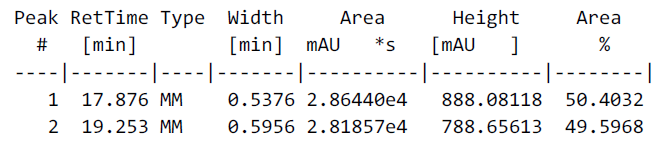 Peak RetTime Type  Width     Area      Height     Area
  #   [min]        [min]  mAU   *s   [mAU   ]      %
----|-------|----|-------|----------|----------|--------|
   1  17.876 MM    0.5376 2.86440e4   888.08118  50.4032
   2  19.253 MM    0.5956 2.81857e4   788.65613  49.5968